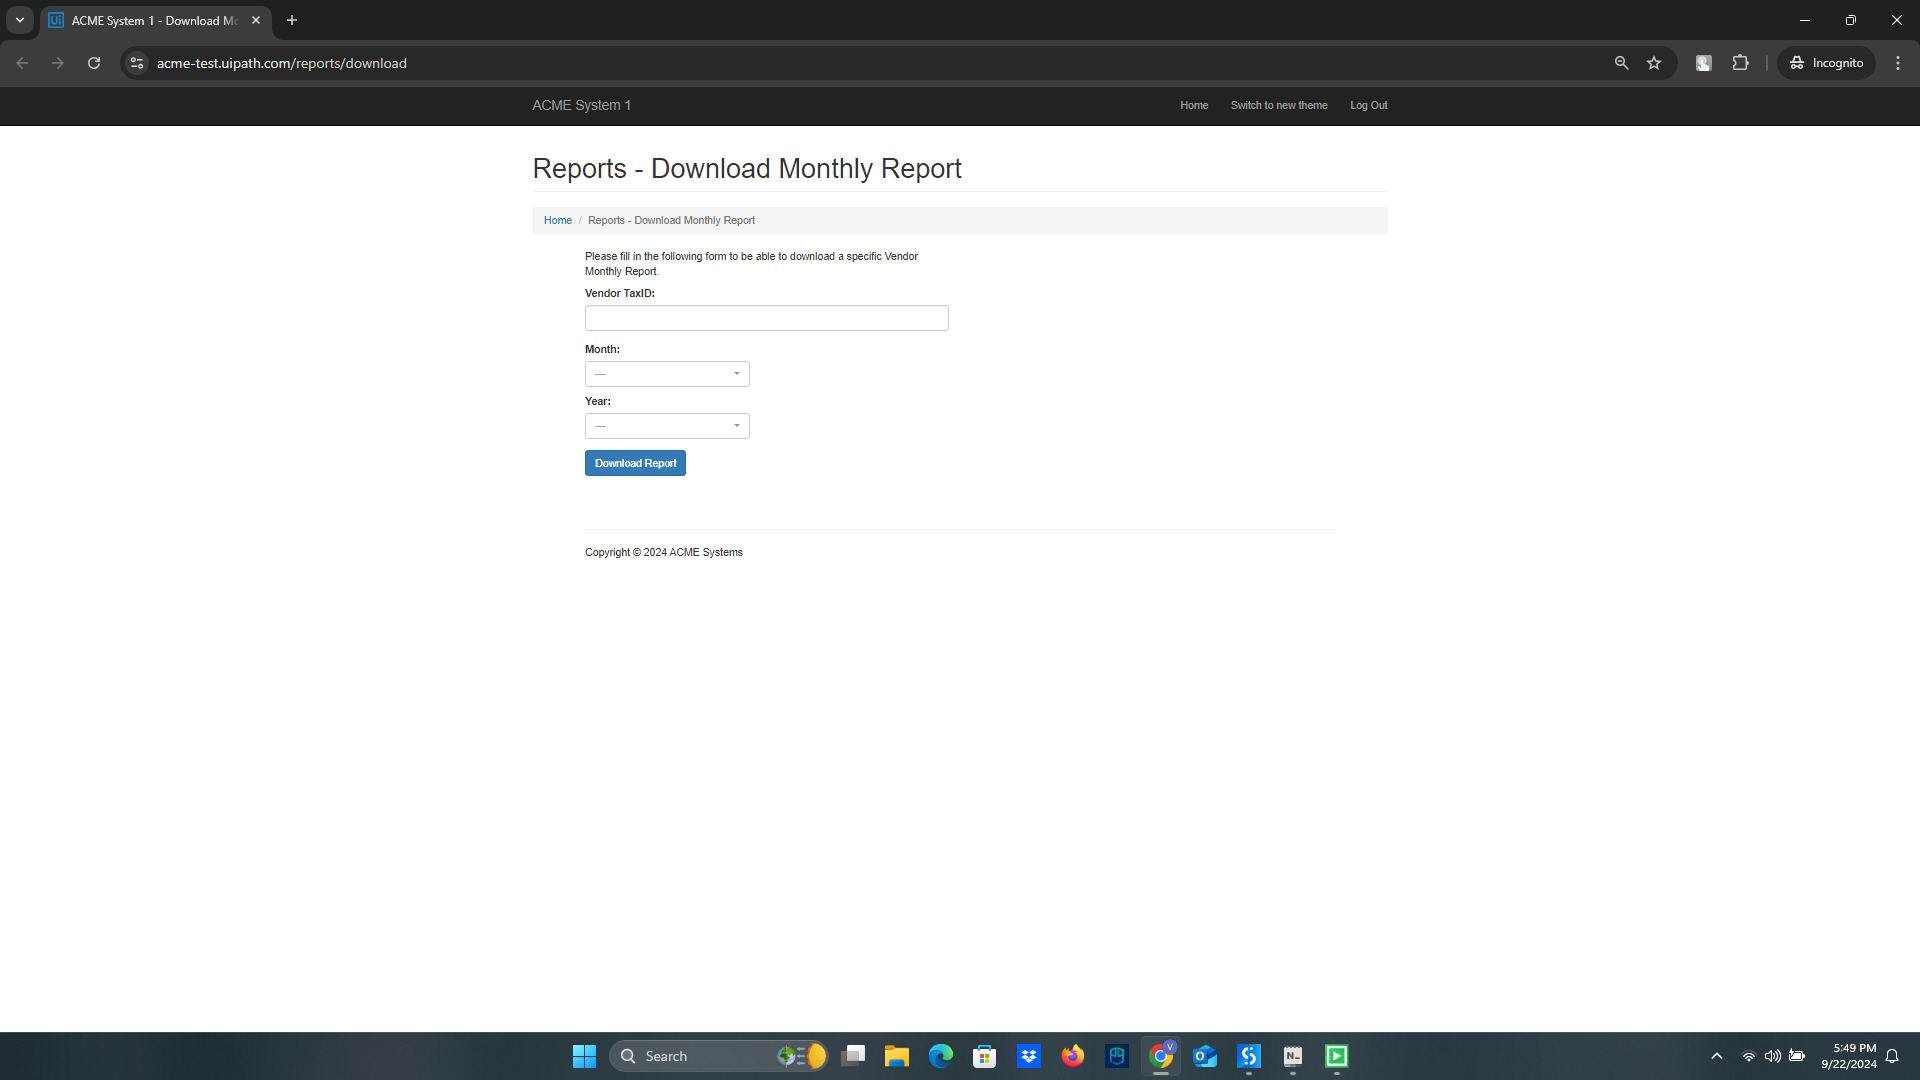 ACME System 1 - Download Mo
acme-test.uipath.com/reports/download
Incognito
ACME System 1
Home
Switch to new theme
Log Out
Reports - Download Monthly Report
Home / Reports - Download Monthly Report
Please fill in the following form to be able to download a specific Vendor
Monthly Report.
Vendor TaxID:
Month:
---
Year:
---
Download Report
Copyright © 2024 ACME Systems
Search
5:49 PM
9/22/2024